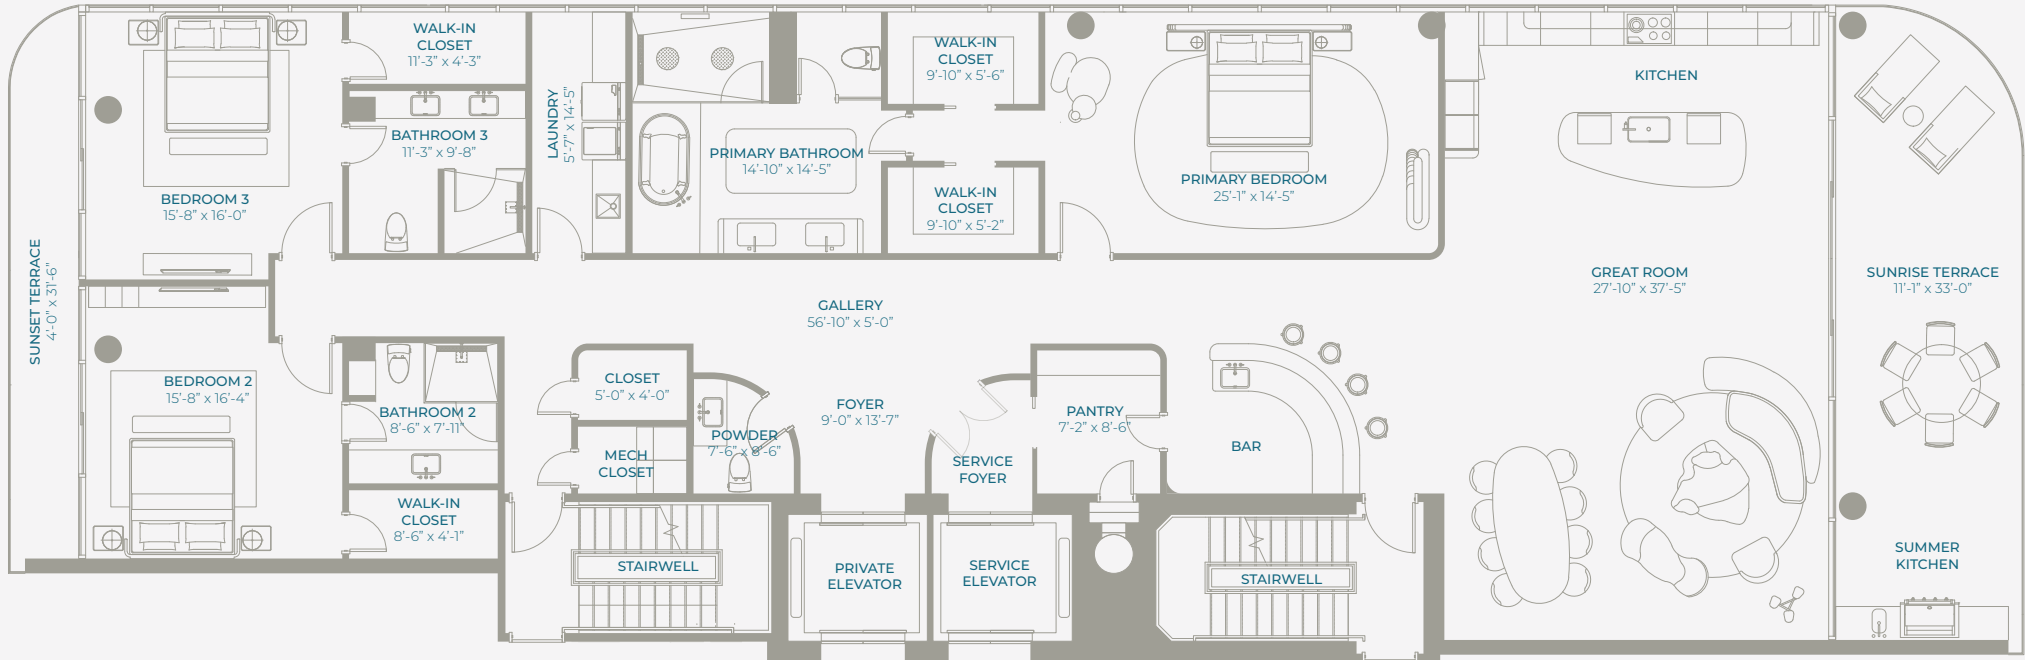 WALK-IN
CLOSET
11'-3” x 4'-3”
BATHROOM 3
11'-3” x 9'-8”
BEDROOM 3
15'-8” x 16'-0”
SUNSET TERRACE
4'-0” x 31'-6”
LAUNDRY
5'-7” x 14'-5”
PRIMARY BATHROOM
14'-10” x 14'-5”
WALK-IN
CLOSET
9'-10” x 5'-6”
WALK-IN
CLOSET
9'-10” x 5'-2”
PRIMARY BEDROOM
25'-1” x 14'-5”
KITCHEN
GREAT ROOM
27'-10” x 37'-5”
SUNRISE TERRACE
11'-1” x 33'-0”
GALLERY
56'-10” x 5'-0”
BEDROOM 2
15'-8” x 16'-4”
BATHROOM 2
8'-6” x 7'-11”
WALK-IN
CLOSET
8'-6” x 4'-1”
CLOSET
5'-0” x 4'-0”
MECH
CLOSET
POWDER
7'-6” x 8'-6”
FOYER
9'-0” x 13'-7”
SERVICE
FOYER
PANTRY
7'-2” x 8'-6”
BAR
STAIRWELL
PRIVATE
ELEVATOR
SERVICE
ELEVATOR
STAIRWELL
SUMMER
KITCHEN